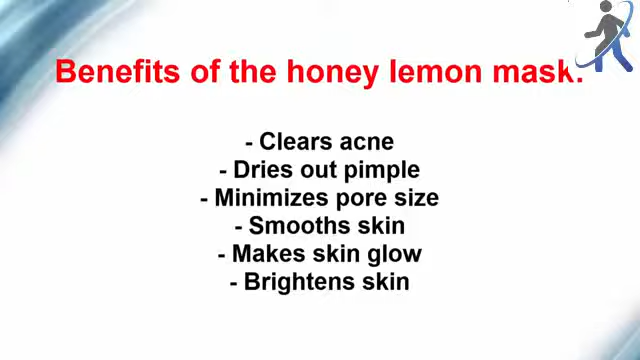 Benefits of the honey lemon mask:
- Clears acne
- Dries out pimple
- Minimizes pore size
- Smooths skin
- Makes skin glow
- Brightens skin